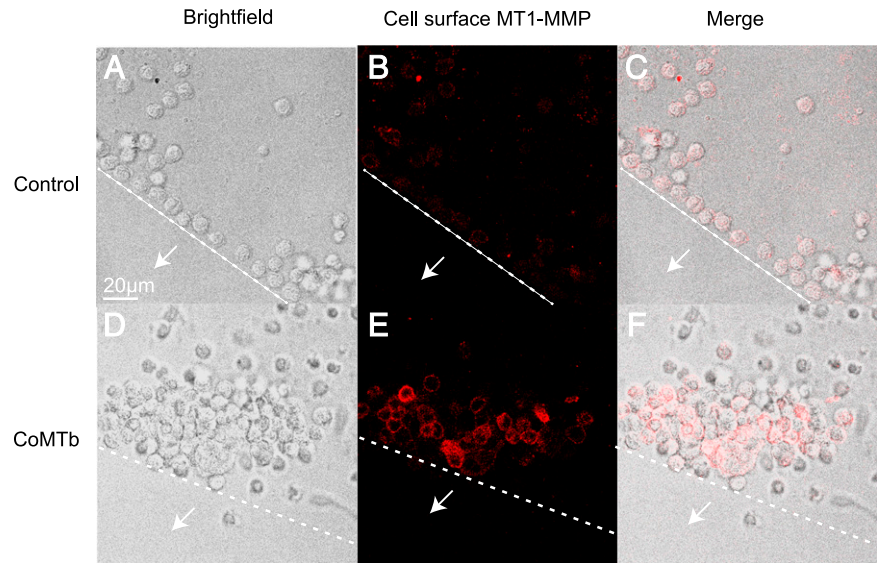 Brightfield
Cell surface MT1-MMP
Merge
Control
A
B
C
20μm
CoMTb
D
E
F